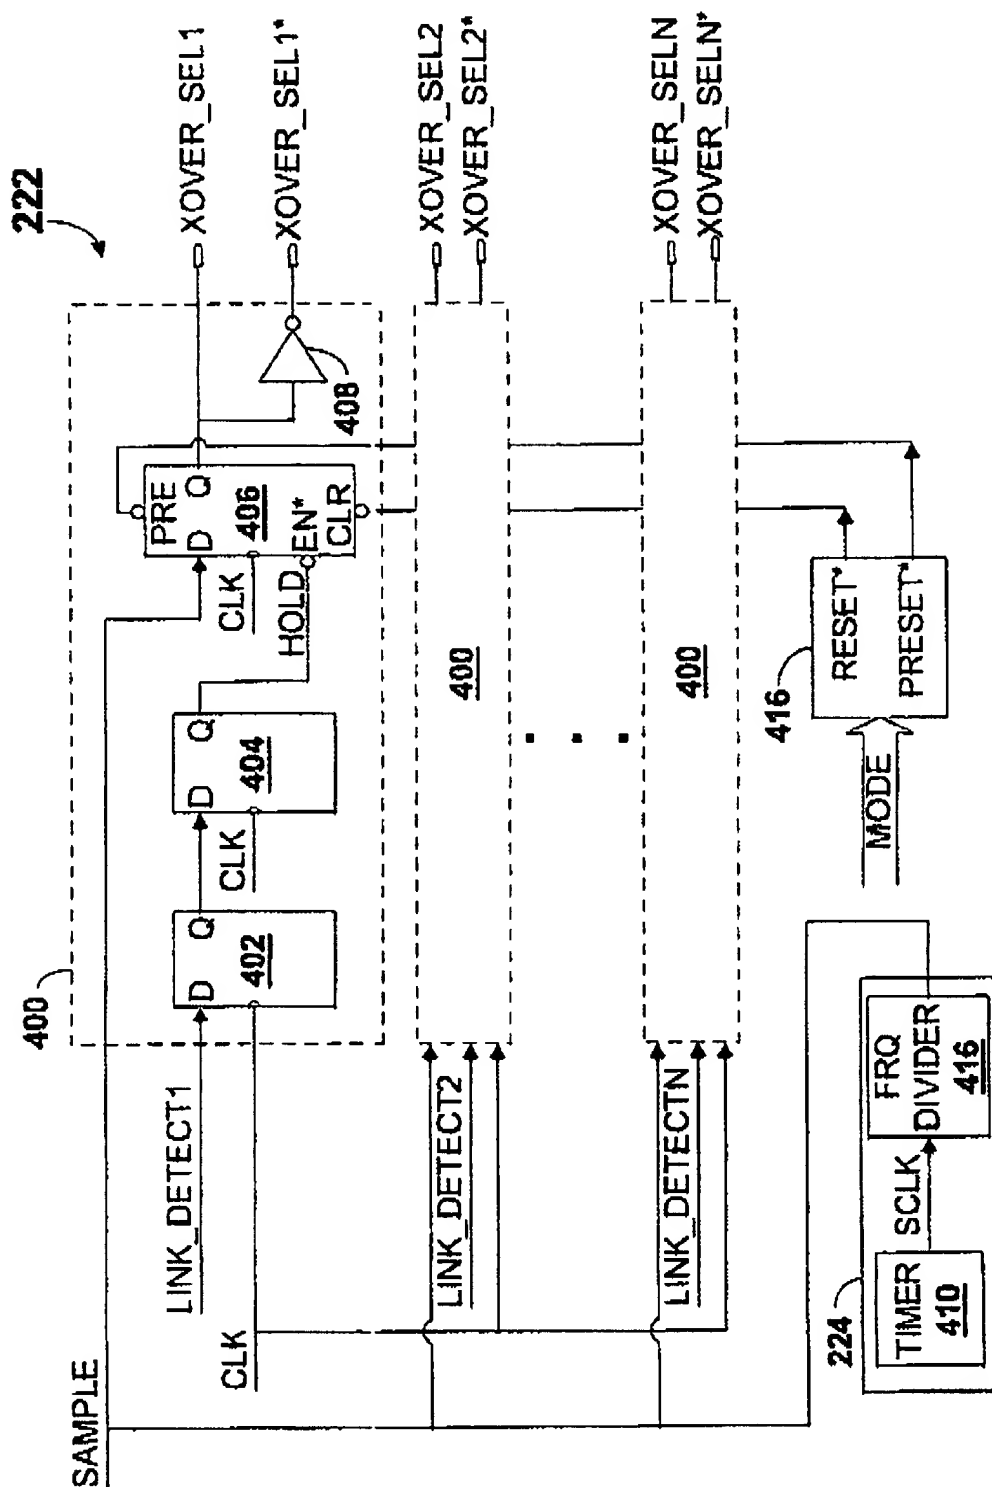 222
SAMPLE
400
LINK_DETECT1
CLK
D Q
402
CLK
D Q
404
HOLD
CLK
PRE
D Q
406
EN*
CLR
408
XOVER_SEL1
XOVER_SEL1*
LINK_DETECT2
400
XOVER_SEL2
XOVER_SEL2*
LINK_DETECTN
400
XOVER_SELN
XOVER_SELN*
224
TIMER
410
SCLK
FRQ
DIVIDER
416
MODE
416
RESET*
PRESET*